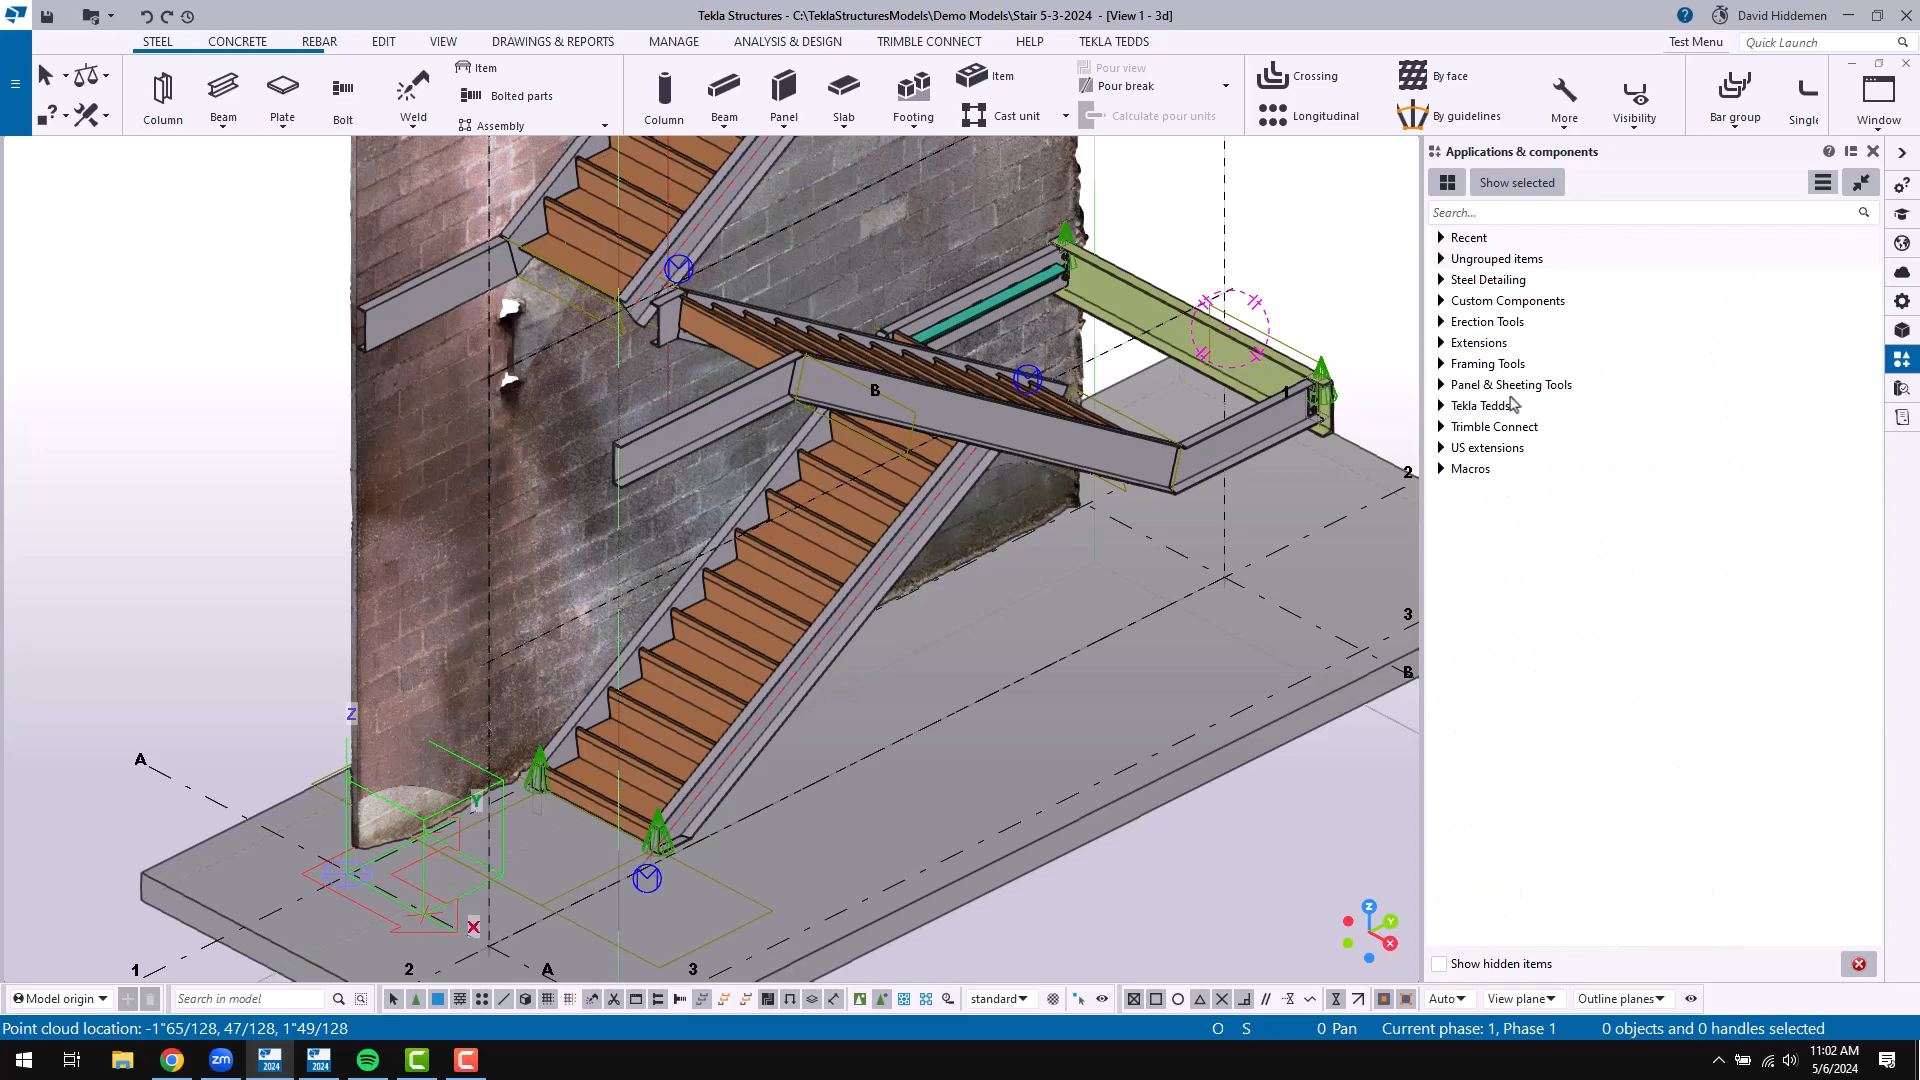 Tekla Structures - C:\TeklaStructuresModels\Demo Models\Stair 5-3-2024 - [View 1 - 3d]
David Hiddemen
STEEL CONCRETE REBAR EDIT VIEW DRAWINGS & REPORTS MANAGE ANALYSIS & DESIGN TRIMBLE CONNECT HELP TEKLA TEDDS
Test Menu
Quick Launch
Column
Beam
Plate
Bolt
Weld
Item
Bolted parts
Assembly
Column
Beam
Panel
Slab
Footing
Item
Cast unit
Pour view
Pour break
Calculate pour units
Crossing
Longitudinal
By face
By guidelines
More
Visibility
Bar group
Single
Window
Applications & components
Show selected
Search...
Recent
Ungrouped items
Steel Detailing
Custom Components
Erection Tools
Extensions
Framing Tools
Panel & Sheeting Tools
Tekla Tedds
Trimble Connect
US extensions
Macros
Show hidden items
B
1
2
3
B
Z
A
Y
X
1
2
A
3
Z
Y
X
Model origin
Search in model
standard
Auto
View plane
Outline planes
Point cloud location: -1"65/128, 47/128, 1"49/128
O S 0 Pan Current phase: 1, Phase 1 0 objects and 0 handles selected
zm
2024
2024
11:02 AM
5/6/2024